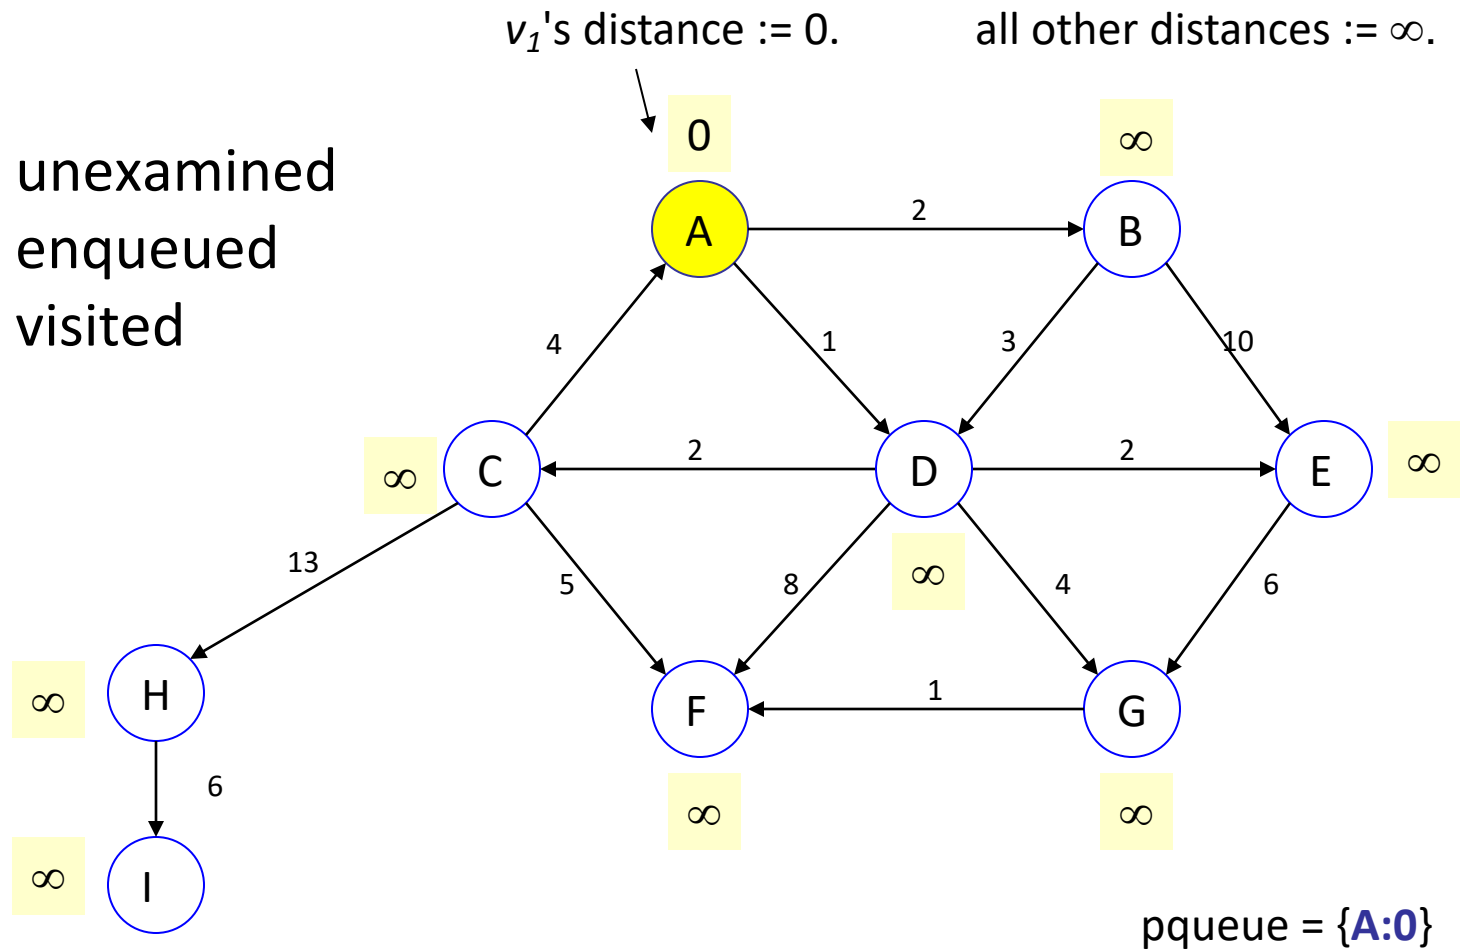 v1's distance := 0.
all other distances := ∞.
0
∞
unexamined
enqueued
visited
A
2
B
4
1
3
10
∞
C
2
D
2
E
∞
13
5
8
∞
4
6
∞
H
F
1
G
6
∞
∞
∞
I
pqueue = {A:0}